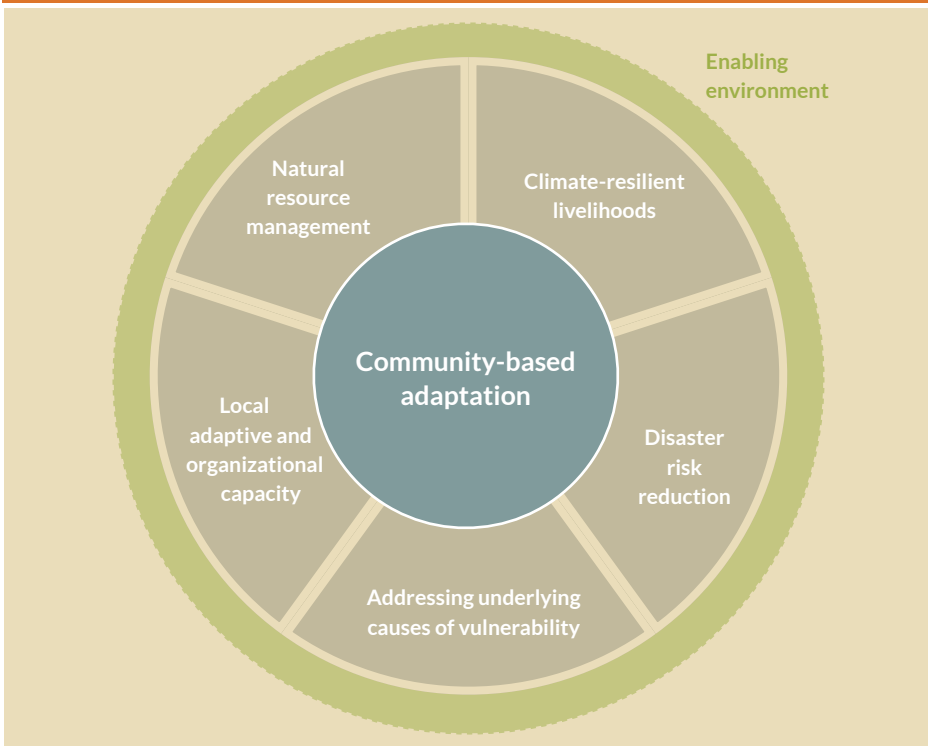 Enabling
environment
Natural
resource
management
Climate-resilient
livelihoods
Community-based
adaptation
Local
adaptive and
organizational
capacity
Disaster
risk
reduction
Addressing underlying
causes of vulnerability